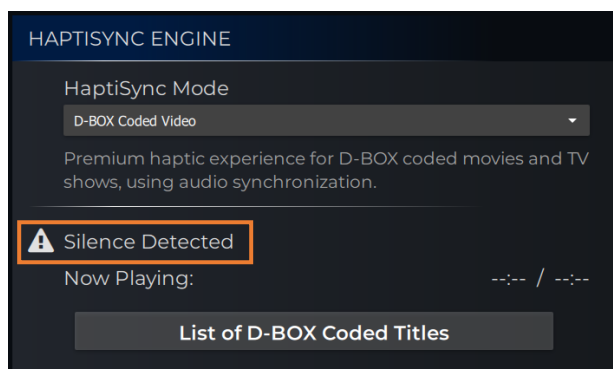 HAPTISYNC ENGINE
HaptiSync Mode
D-BOX Coded Video
Premium haptic experience for D-BOX coded movies and TV
shows, using audio synchronization.
Silence Detected
Now Playing: --:-- / --:--
List of D-BOX Coded Titles